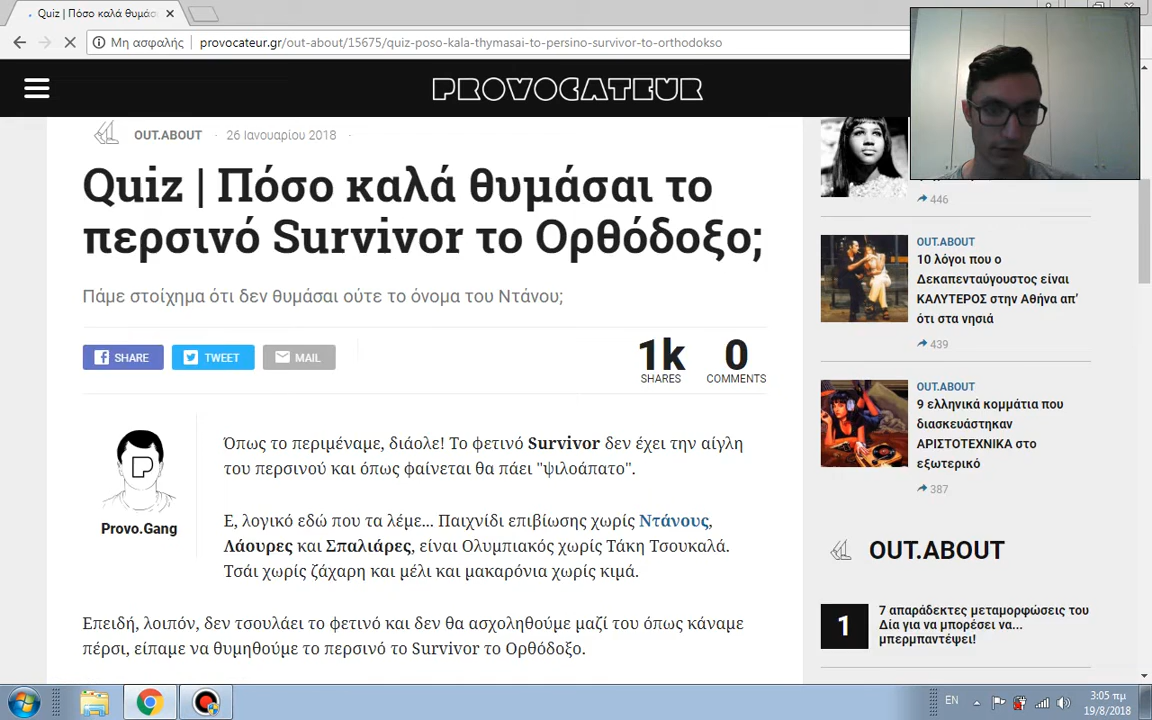 Quiz | Πόσο καλά θυμάσ
Μη ασφαλής
provocateur.gr/out-about/15675/quiz-poso-kala-thymasai-to-persino-survivor-to-orthodokso
PROVOCATEUR
OUT.ABOUT · 26 Ιανουαρίου 2018 ·
Quiz | Πόσο καλά θυμάσαι το
περσινό Survivor το Ορθόδοξο;
Πάμε στοίχημα ότι δεν θυμάσαι ούτε το όνομα του Ντάνου;
SHARE
TWEET
MAIL
1k
SHARES
0
COMMENTS
Provo.Gang
Όπως το περιμέναμε, διάολε! Το φετινό Survivor δεν έχει την αίγλη
του περσινού και όπως φαίνεται θα πάει "ψιλοάπατο".
Ε, λογικό εδώ που τα λέμε... Παιχνίδι επιβίωσης χωρίς Ντάνους,
Λάουρες και Σπαλιάρες, είναι Ολυμπιακός χωρίς Τάκη Τσουκαλά.
Τσάι χωρίς ζάχαρη και μέλι και μακαρόνια χωρίς κιμά.
Επειδή, λοιπόν, δεν τσουλάει το φετινό και δεν θα ασχοληθούμε μαζί του όπως κάναμε
πέρσι, είπαμε να θυμηθούμε το περσινό το Survivor το Ορθόδοξο.
446
OUT.ABOUT
10 λόγοι που ο
Δεκαπενταύγουστος είναι
ΚΑΛΥΤΕΡΟΣ στην Αθήνα απ'
ότι στα νησιά
439
OUT.ABOUT
9 ελληνικά κομμάτια που
διασκευάστηκαν
ΑΡΙΣΤΟΤΕΧΝΙΚΑ στο
εξωτερικό
387
OUT.ABOUT
1
7 απαράδεκτες μεταμορφώσεις του
Δία για να μπορέσει να...
μπερμπαντέψει!
EN
3:05 πμ
19/8/2018